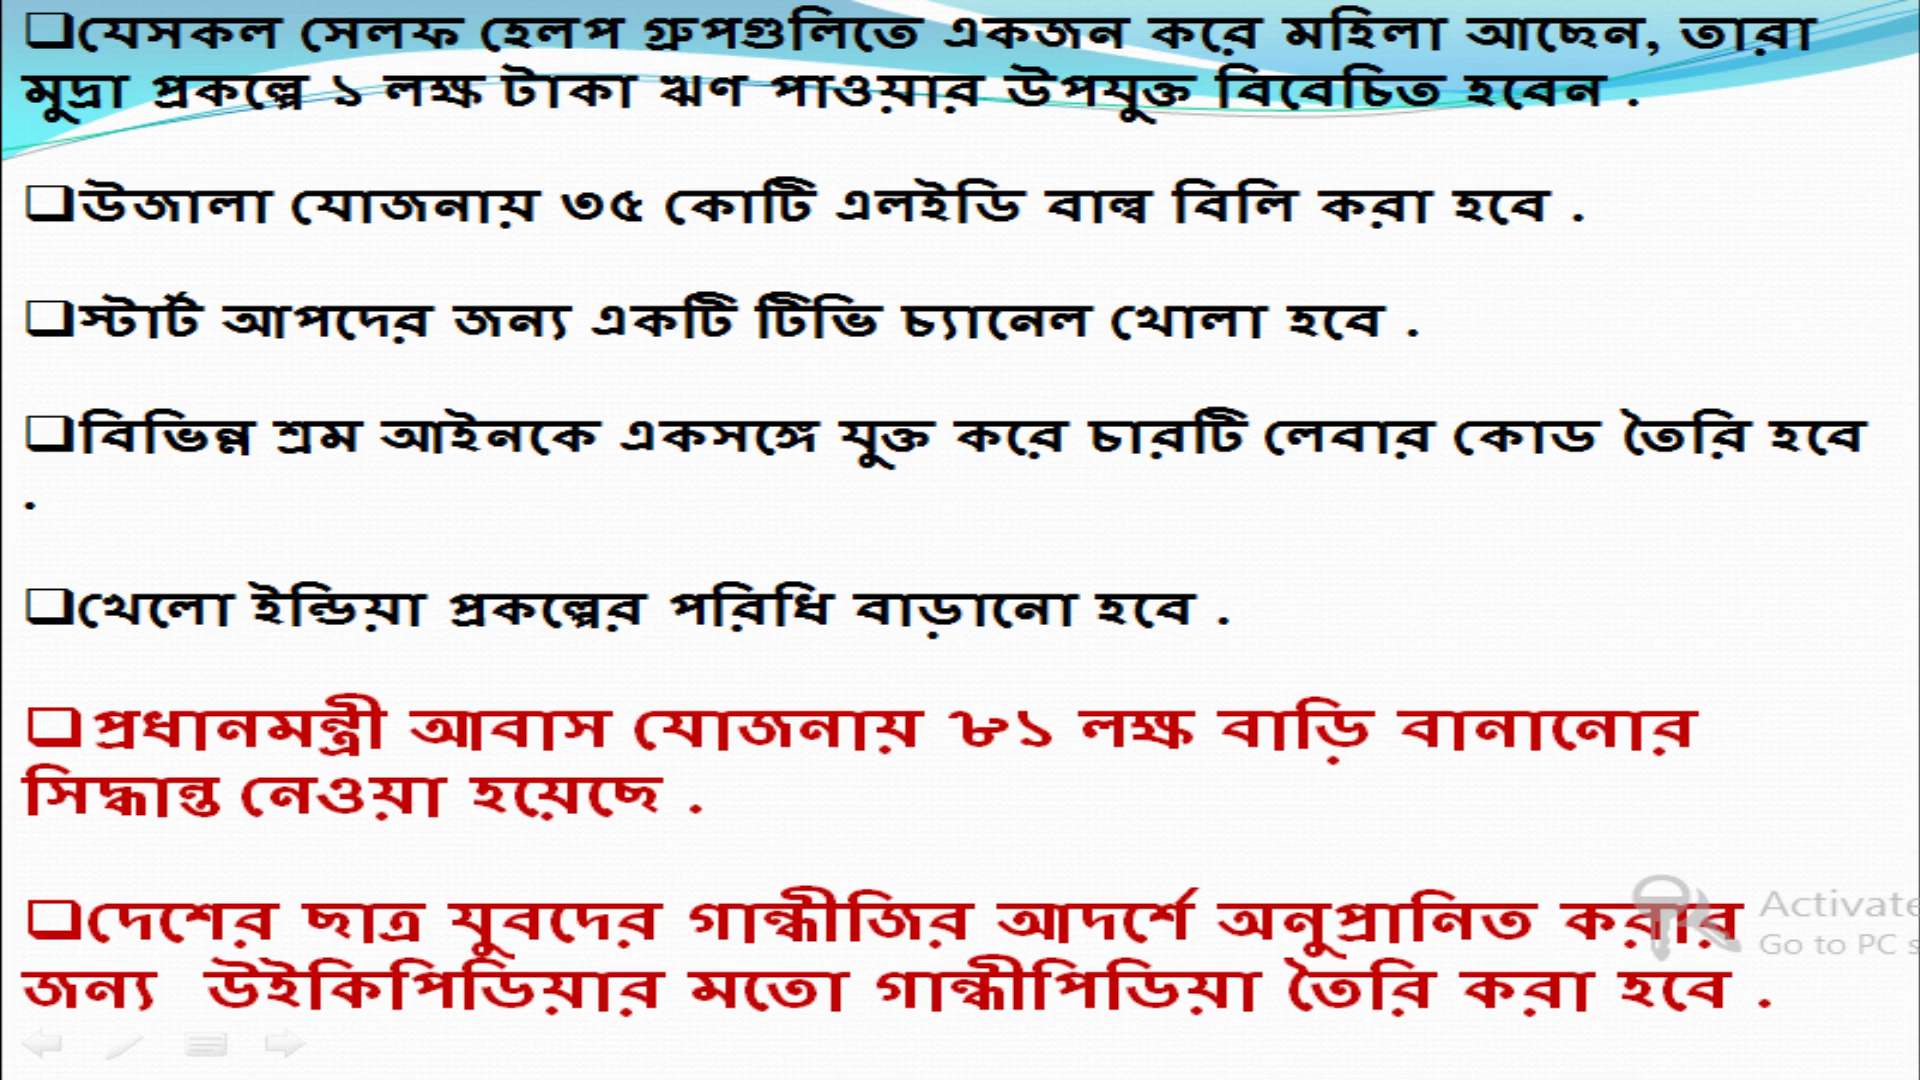 ❑যেসকল সেলফ হেলপ গ্রুপগুলিতে একজন করে মহিলা আছেন, তারা
মুদ্রা প্রকল্পে ১ লক্ষ টাকা ঋণ পাওয়ার উপযুক্ত বিবেচিত হবেন .
❑উজালা যোজনায় ৩৫ কোটি এলইডি বাল্ব বিলি করা হবে .
❑স্টার্ট আপদের জন্য একটি টিভি চ্যানেল খোলা হবে .
❑বিভিন্ন শ্রম আইনকে একসঙ্গে যুক্ত করে চারটি লেবার কোড তৈরি হবে
.
❑খেলো ইন্ডিয়া প্রকল্পের পরিধি বাড়ানো হবে .
❑প্রধানমন্ত্রী আবাস যোজনায় ৮১ লক্ষ বাড়ি বানানোর
সিদ্ধান্ত নেওয়া হয়েছে .
❑দেশের ছাত্র যুবদের গান্ধীজির আদর্শে অনুপ্রানিত করার
জন্য উইকিপিডিয়ার মতো গান্ধীপিডিয়া তৈরি করা হবে .
Activate
Go to PC s